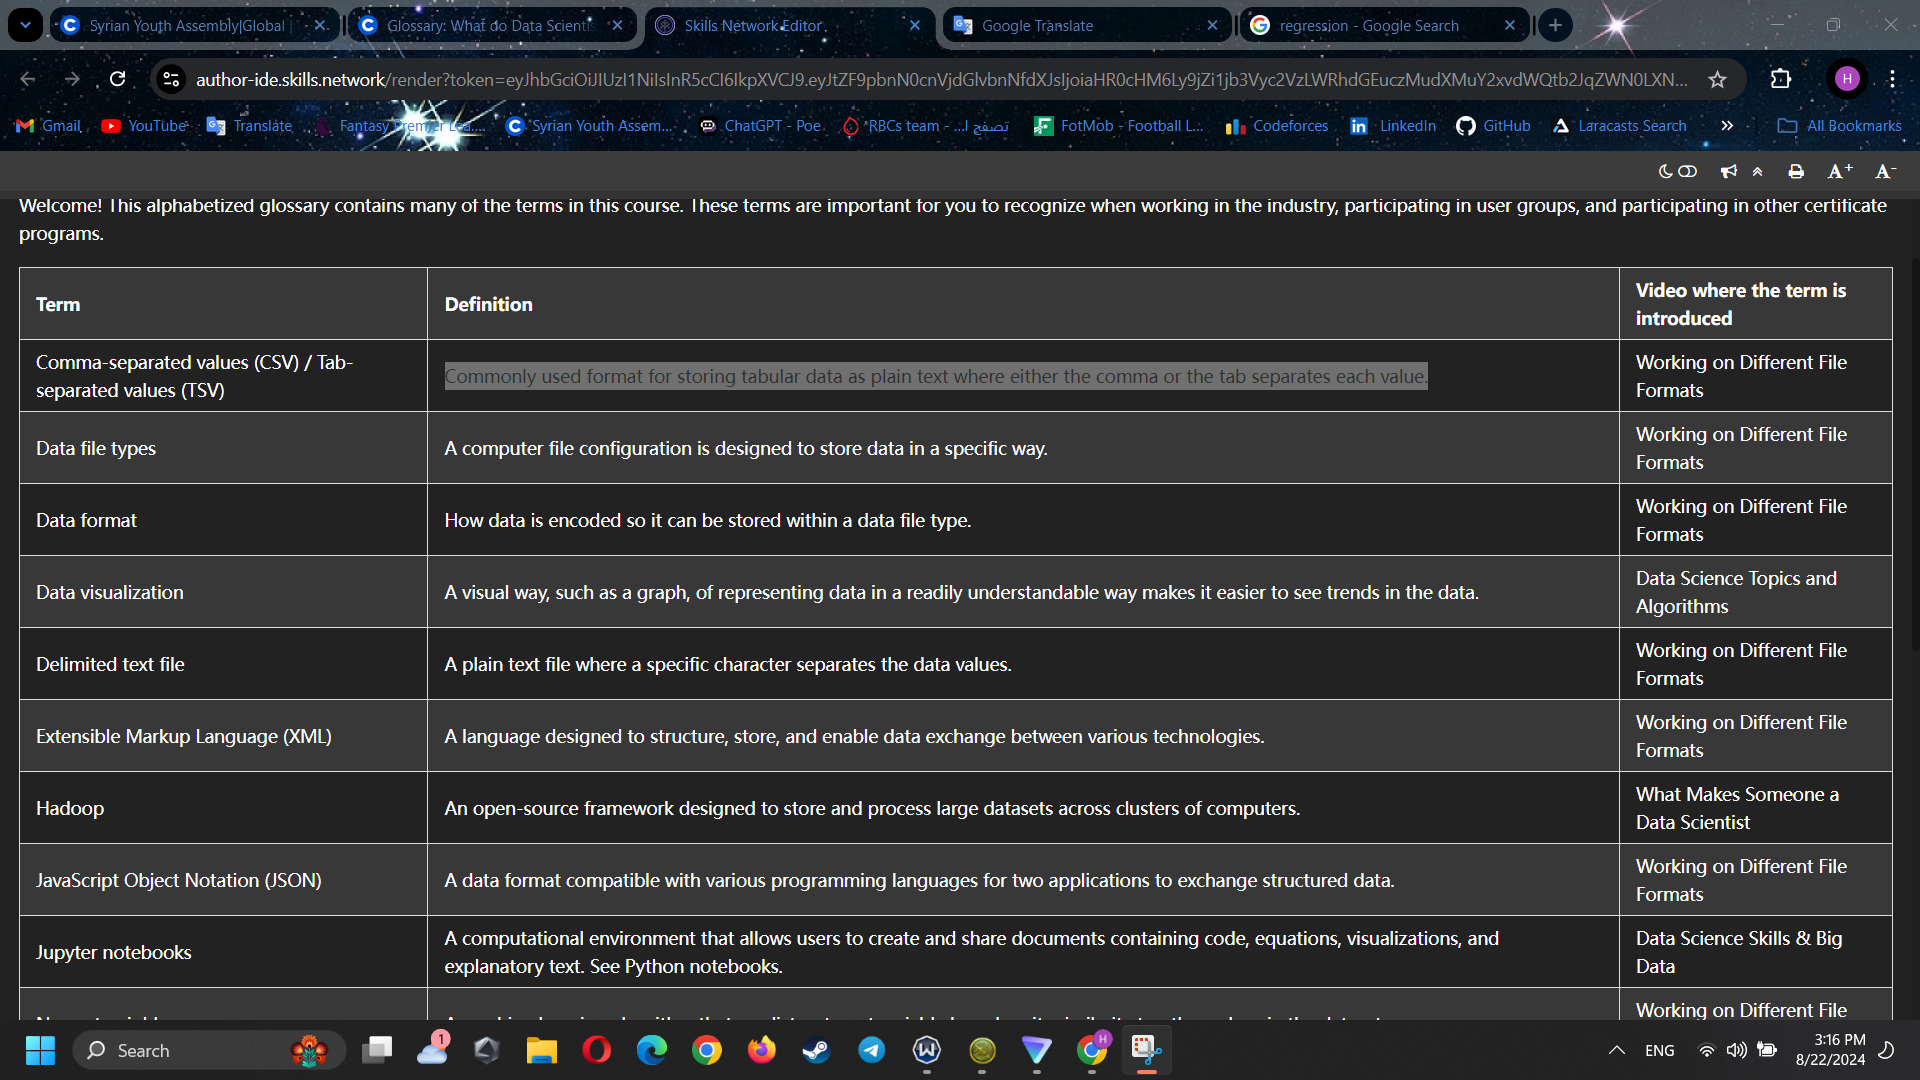 Syrian Youth Assembly|Global
Glossary: What do Data Scienti
Skills Network Editor
Google Translate
regression - Google Search
author-ide.skills.network/render?token=eyJhbGciOiJIUzI1NiIsInR5cCI6IkpXVCJ9.eyJtZF9pbnN0cnVjdGlvbnNfdXJsIjoiaHR0cHM6Ly9jZi1jb3Vyc2VzLWRhdGEuczMudXMuY2xvdWQtb2JqZWN0LXN...
H
Gmail
YouTube
Translate
Fantasy Premier Lea...
Syrian Youth Assem...
ChatGPT - Poe
RBCs team - ...تصفح ا
FotMob - Football L...
Codeforces
LinkedIn
GitHub
Laracasts Search
All Bookmarks
A+
A-
Welcome! This alphabetized glossary contains many of the terms in this course. These terms are important for you to recognize when working in the industry, participating in user groups, and participating in other certificate
programs.
Term
Definition
Video where the term is
introduced
Comma-separated values (CSV) / Tab-
separated values (TSV)
Commonly used format for storing tabular data as plain text where either the comma or the tab separates each value.
Working on Different File
Formats
Data file types
A computer file configuration is designed to store data in a specific way.
Working on Different File
Formats
Data format
How data is encoded so it can be stored within a data file type.
Working on Different File
Formats
Data visualization
A visual way, such as a graph, of representing data in a readily understandable way makes it easier to see trends in the data.
Data Science Topics and
Algorithms
Delimited text file
A plain text file where a specific character separates the data values.
Working on Different File
Formats
Extensible Markup Language (XML)
A language designed to structure, store, and enable data exchange between various technologies.
Working on Different File
Formats
Hadoop
An open-source framework designed to store and process large datasets across clusters of computers.
What Makes Someone a
Data Scientist
JavaScript Object Notation (JSON)
A data format compatible with various programming languages for two applications to exchange structured data.
Working on Different File
Formats
Jupyter notebooks
A computational environment that allows users to create and share documents containing code, equations, visualizations, and
explanatory text. See Python notebooks.
Data Science Skills & Big
Data
Working on Different File
Search
1
H
ENG
3:16 PM
8/22/2024